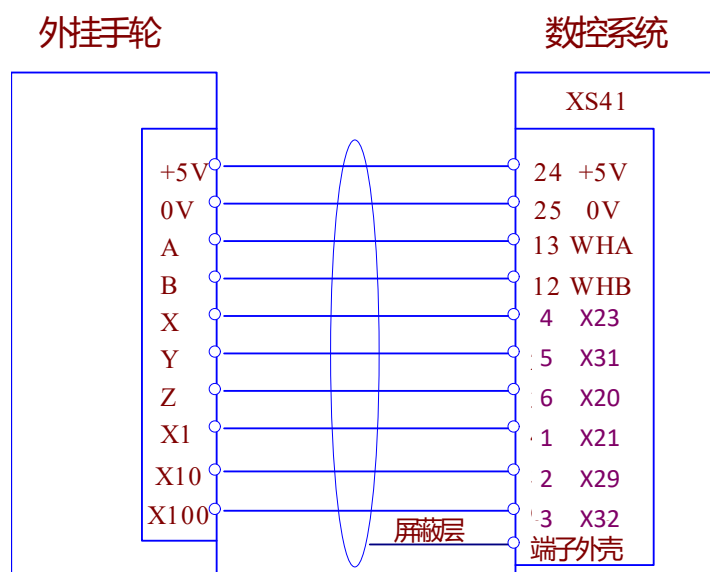 外挂手轮 数控系统
XS41
+5V 24 +5V
0V 25 0V
A 13 WHA
B 12 WHB
X 4 X23
Y 5 X31
Z 6 X20
X1 1 X21
X10 2 X29
X100 3 X32
屏蔽层 端子外壳